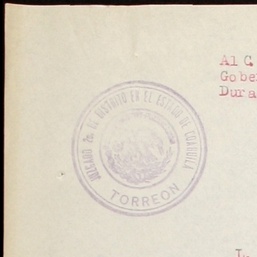 Al C.
Gobe
Dura
JUZGADO 2o. DE DISTRITO EN EL ESTADO DE COAHUILA
TORREON